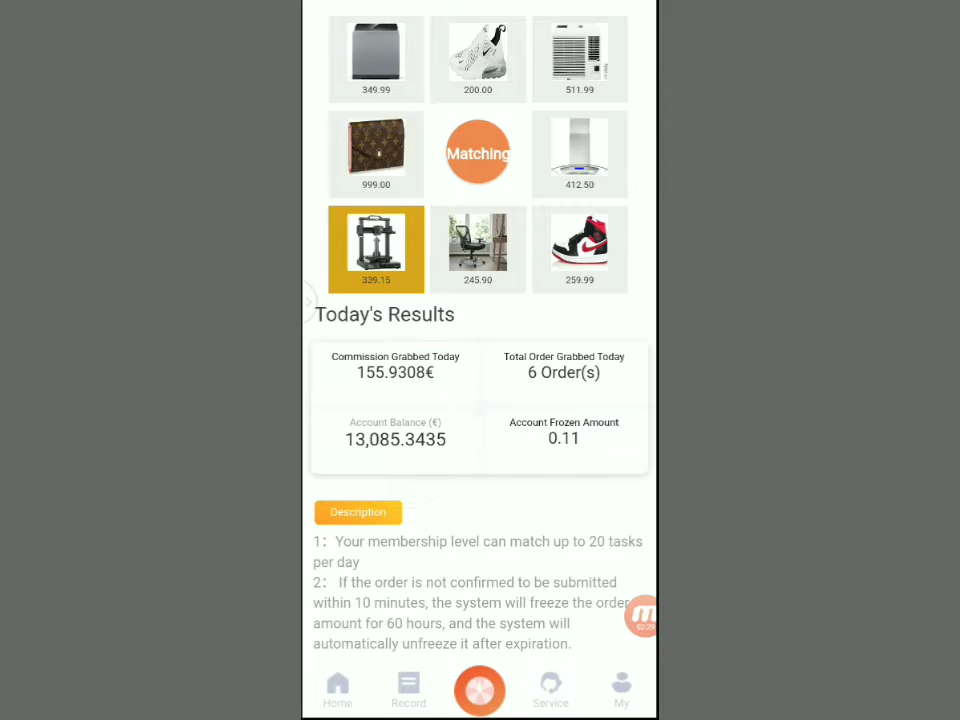 349.99 200.00 511.99
Matching
999.00 412.50
339.15 245.90 259.99
Today's Results
Commission Grabbed Today Total Order Grabbed Today
155.9308€ 6 Order(s)
Account Balance (€) Account Frozen Amount
13,085.3435 0.11
Description
1： Your membership level can match up to 20 tasks
per day
2： If the order is not confirmed to be submitted
within 10 minutes, the system will freeze the order
amount for 60 hours, and the system will
automatically unfreeze it after expiration.
02:29
Home Record Service My